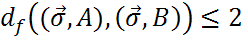 d_f((σ⃗, A), (σ⃗, B)) ≤ 2